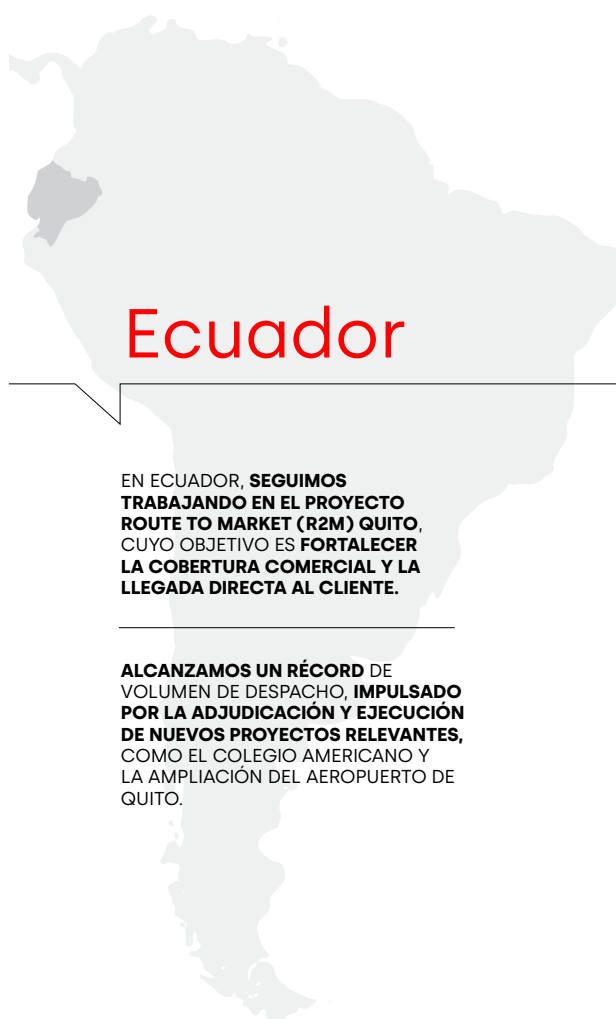 Ecuador
EN ECUADOR, SEGUIMOS
TRABAJANDO EN EL PROYECTO
ROUTE TO MARKET (R2M) QUITO,
CUYO OBJETIVO ES FORTALECER
LA COBERTURA COMERCIAL Y LA
LLEGADA DIRECTA AL CLIENTE.
ALCANZAMOS UN RÉCORD DE
VOLUMEN DE DESPACHO, IMPULSADO
POR LA ADJUDICACIÓN Y EJECUCIÓN
DE NUEVOS PROYECTOS RELEVANTES,
COMO EL COLEGIO AMERICANO Y
LA AMPLIACIÓN DEL AEROPUERTO DE
QUITO.